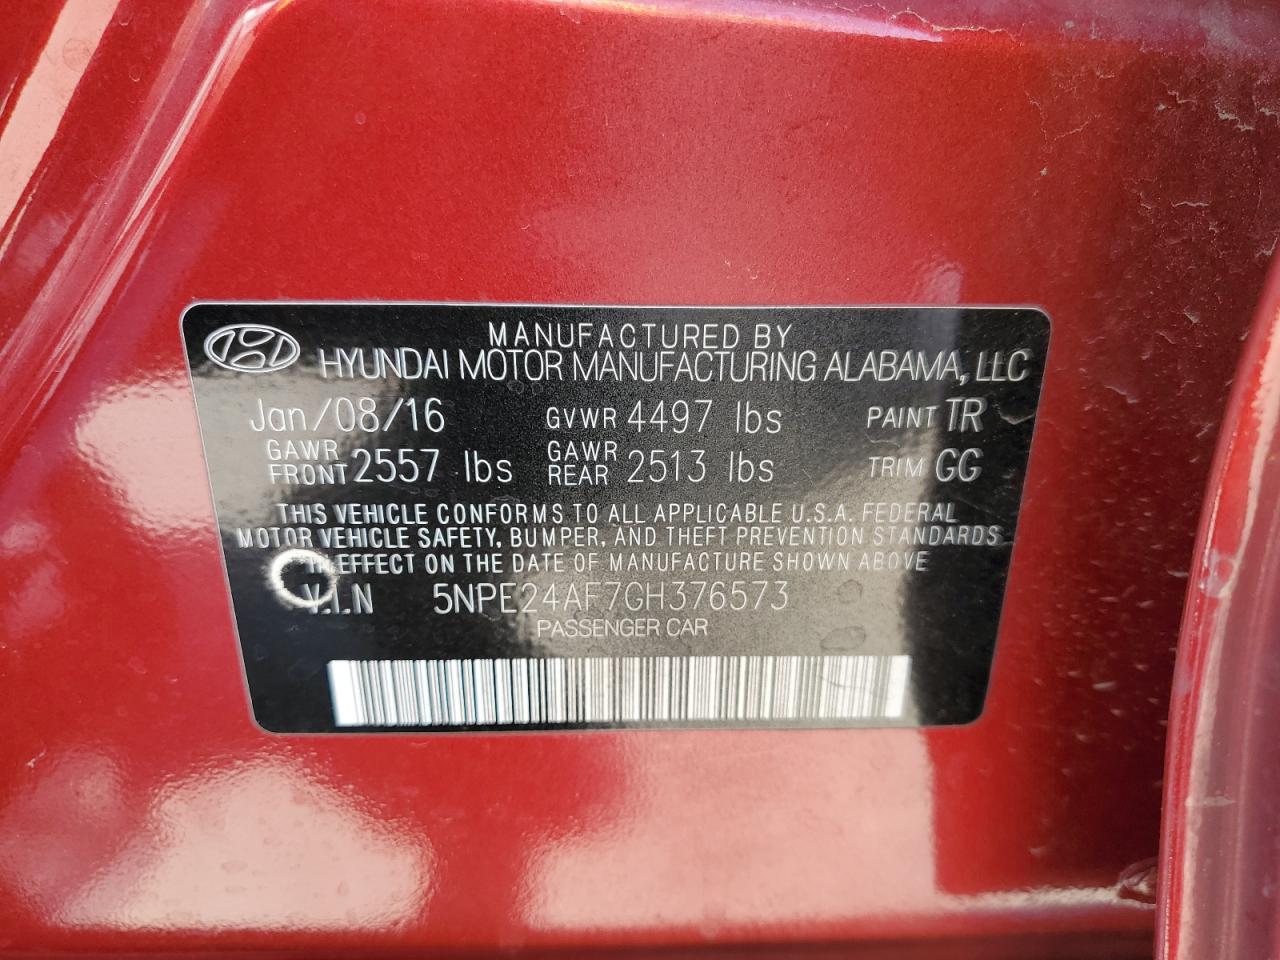 MANUFACTURED BY
HYUNDAI MOTOR MANUFACTURING ALABAMA, LLC
Jan/08/16 GVWR 4497 lbs PAINT TR
GAWR FRONT 2557 lbs GAWR REAR 2513 lbs TRIM GG
THIS VEHICLE CONFORMS TO ALL APPLICABLE U.S.A. FEDERAL
MOTOR VEHICLE SAFETY, BUMPER, AND THEFT PREVENTION STANDARDS
IN EFFECT ON THE DATE OF MANUFACTURE SHOWN ABOVE
V.I.N 5NPE24AF7GH376573
PASSENGER CAR